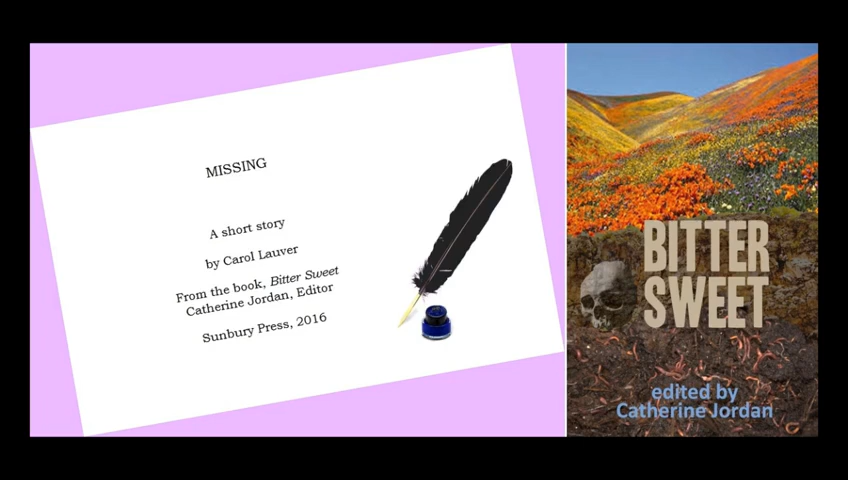 MISSING
A short story
by Carol Lauver
From the book, Bitter Sweet
Catherine Jordan, Editor
Sunbury Press, 2016
BITTER
SWEET
edited by
Catherine Jordan